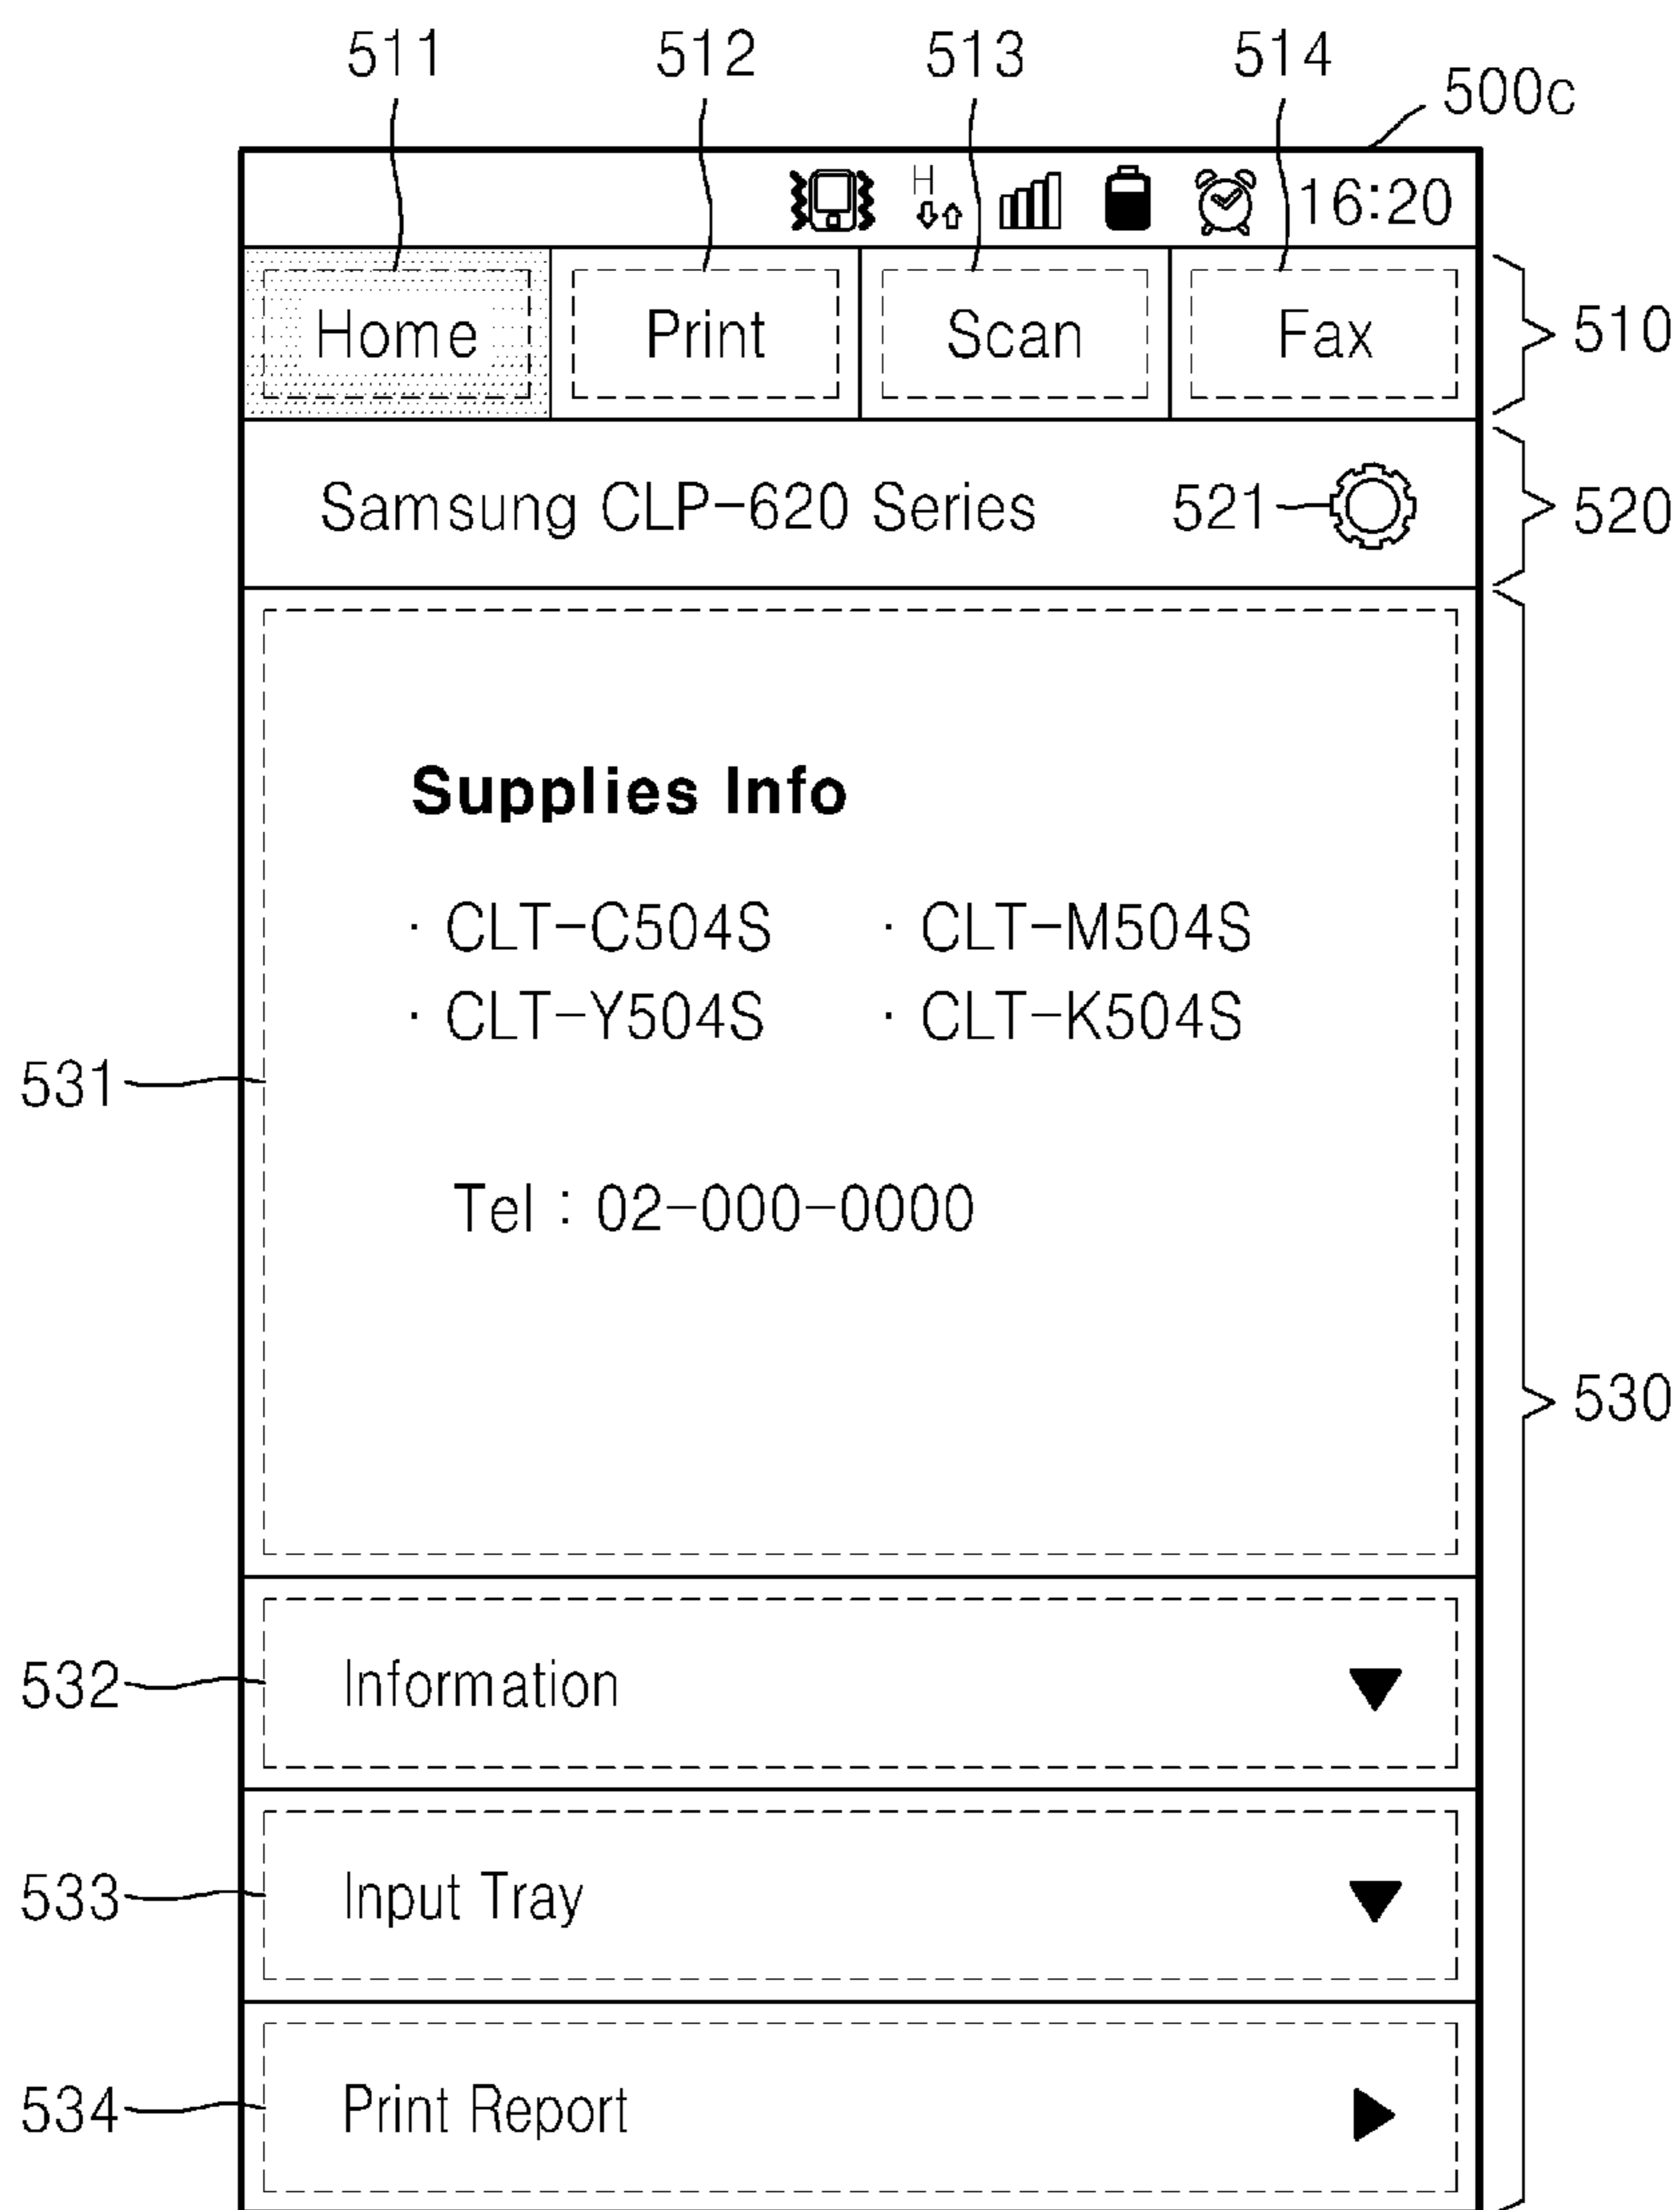 511 512 513 514
500c
H 16:20
Home Print Scan Fax 510
Samsung CLP-620 Series 521 520
Supplies Info
· CLT-C504S · CLT-M504S
· CLT-Y504S · CLT-K504S
531
Tel : 02-000-0000
530
532 Information
533 Input Tray
534 Print Report